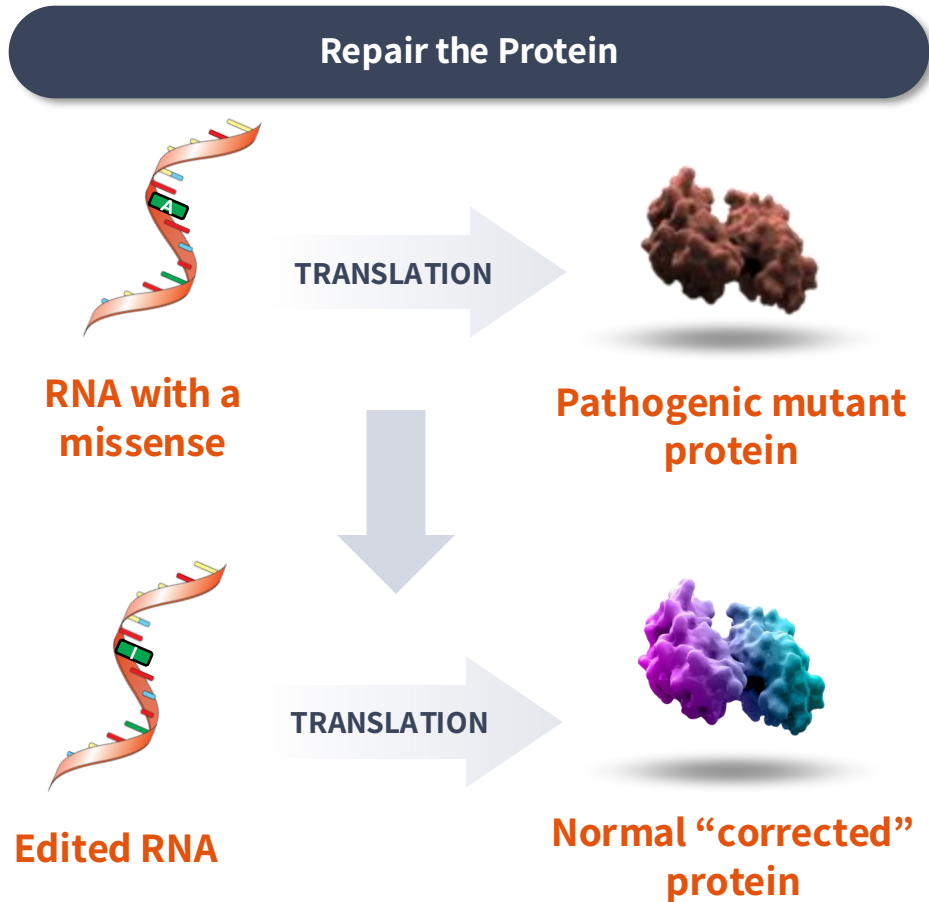 Repair the Protein
A
TRANSLATION
RNA with a
missense
Pathogenic mutant
protein
I
TRANSLATION
Edited RNA
Normal “corrected”
protein